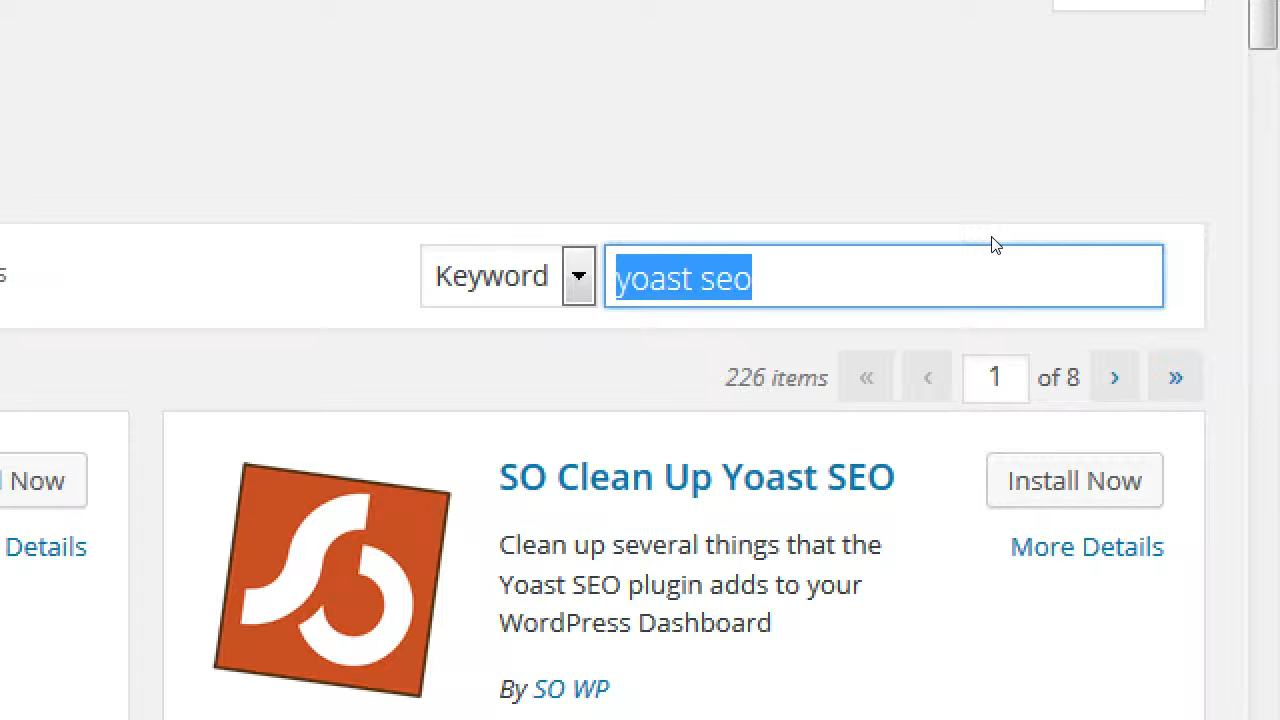 s
Keyword
yoast seo
226 items « ‹ 1 of 8 › »
Now
Details
SO Clean Up Yoast SEO
Install Now
More Details
Clean up several things that the
Yoast SEO plugin adds to your
WordPress Dashboard
By SO WP